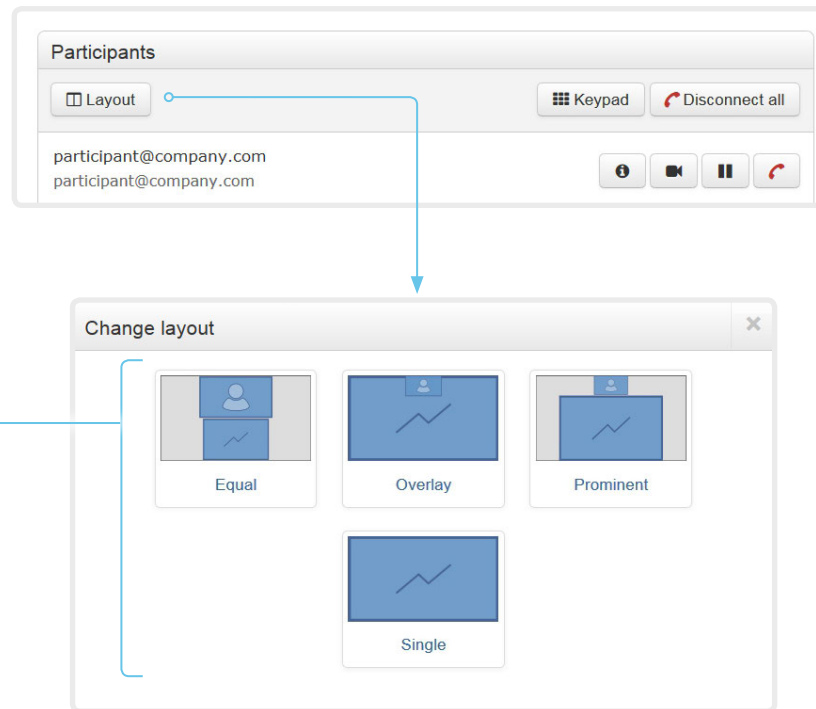 Participants
Layout
Keypad
Disconnect all
participant@company.com
participant@company.com
Change layout
Equal
Overlay
Prominent
Single